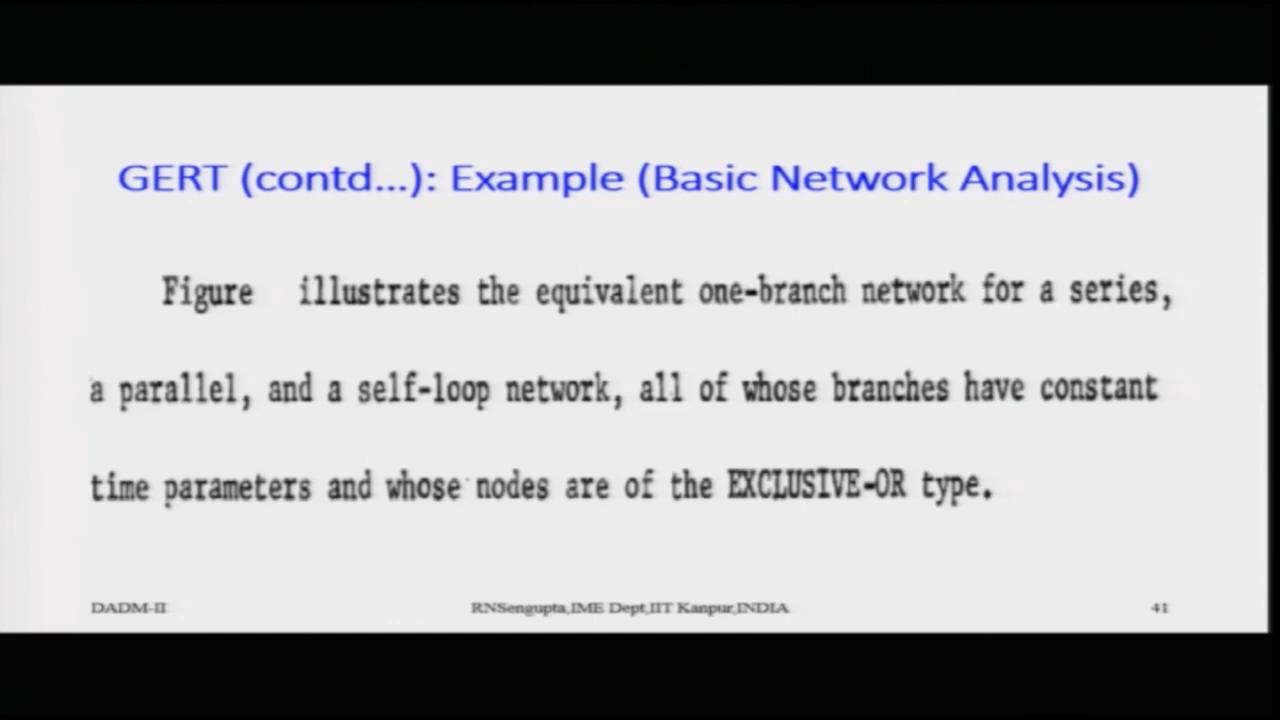 GERT (contd...): Example (Basic Network Analysis)
Figure illustrates the equivalent one-branch network for a series,
a parallel, and a self-loop network, all of whose branches have constant
time parameters and whose nodes are of the EXCLUSIVE-OR type.
DADM-II
RNSengupta,IME Dept,IIT Kanpur,INDIA
41